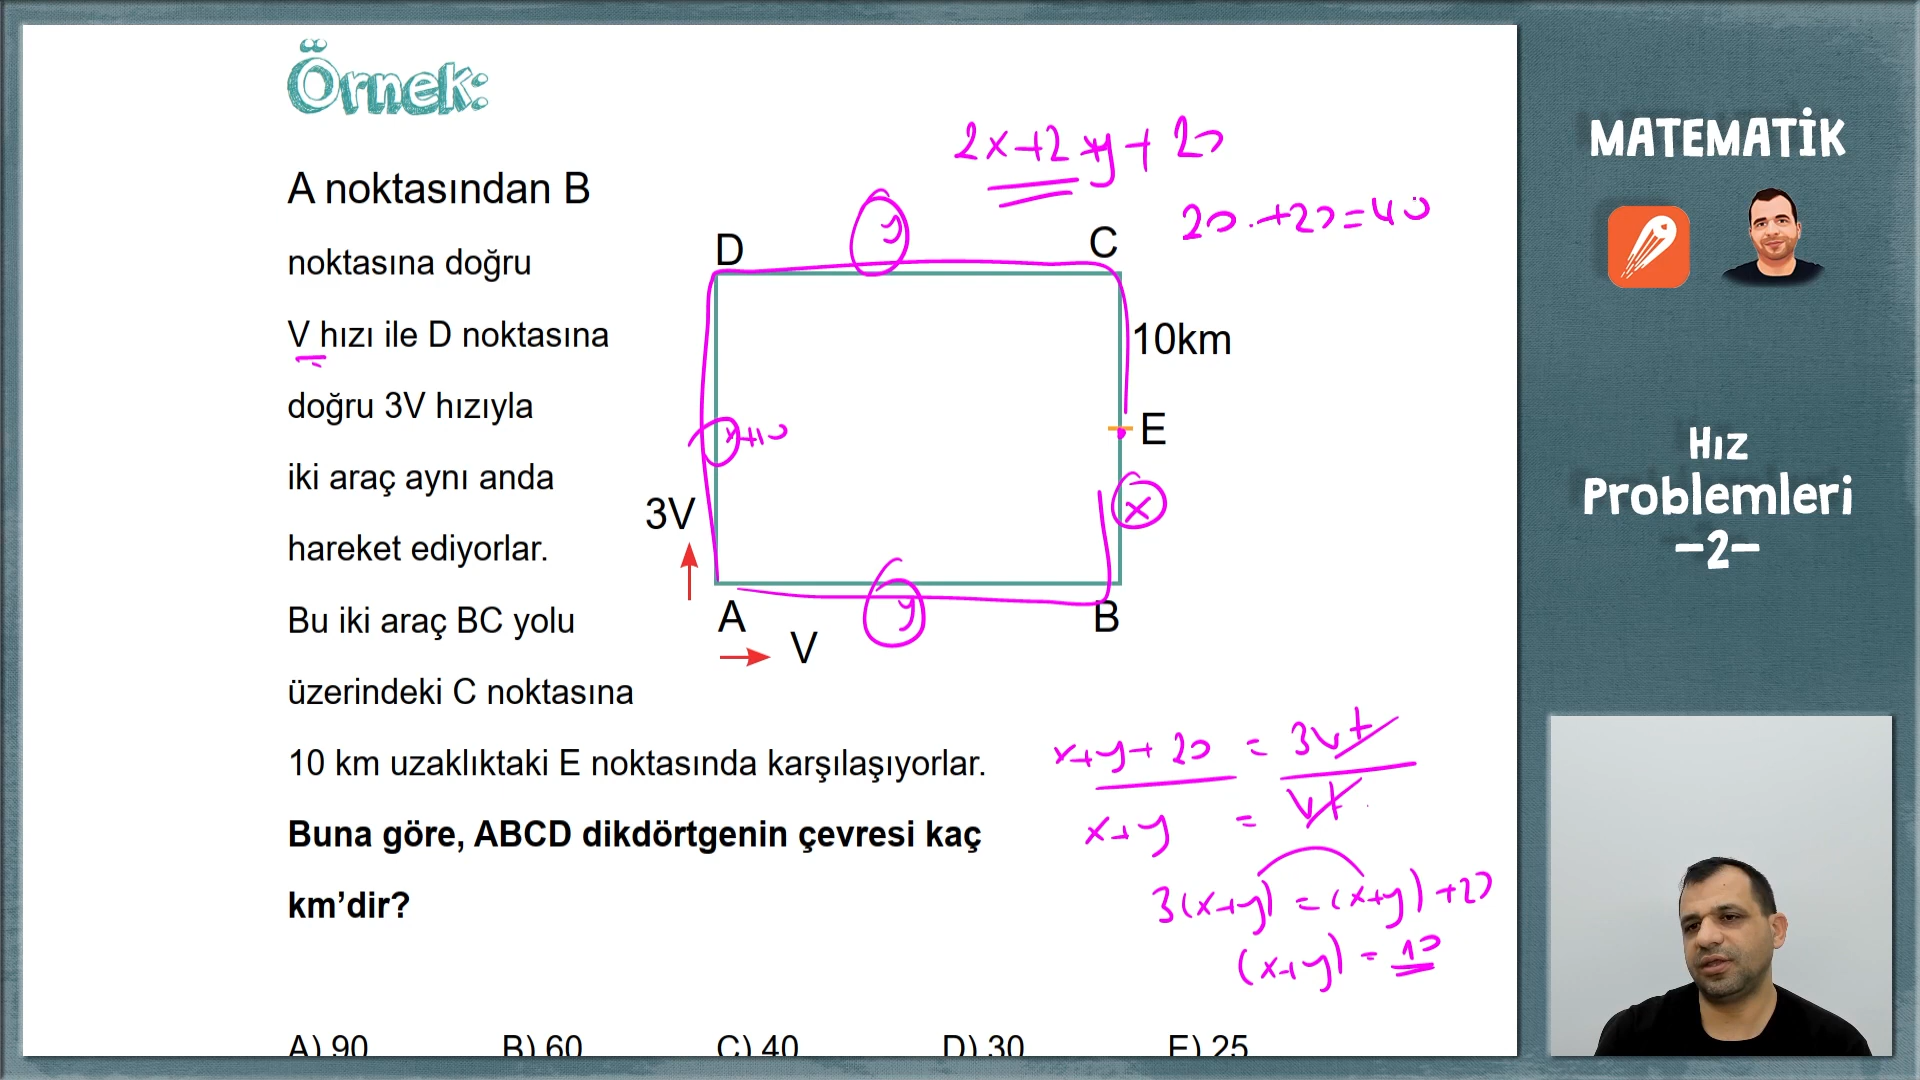 Örnek:
A noktasından B
noktasına doğru
V hızı ile D noktasına
doğru 3V hızıyla
iki araç aynı anda
hareket ediyorlar.
Bu iki araç BC yolu
üzerindeki C noktasına
10 km uzaklıktaki E noktasında karşılaşıyorlar.
Buna göre, ABCD dikdörtgenin çevresi kaç
km'dir?
A) 90 B) 60 C) 40 D) 30 E) 25
2x+2y+20
20+20=40
y
D C
10km
x+10
E
3V
x
y
A B
V
x+y+20 = 3vt
x+y = vt
3(x+y) = (x+y)+20
(x+y) = 10
MATEMATİK
Hız
Problemleri
-2-